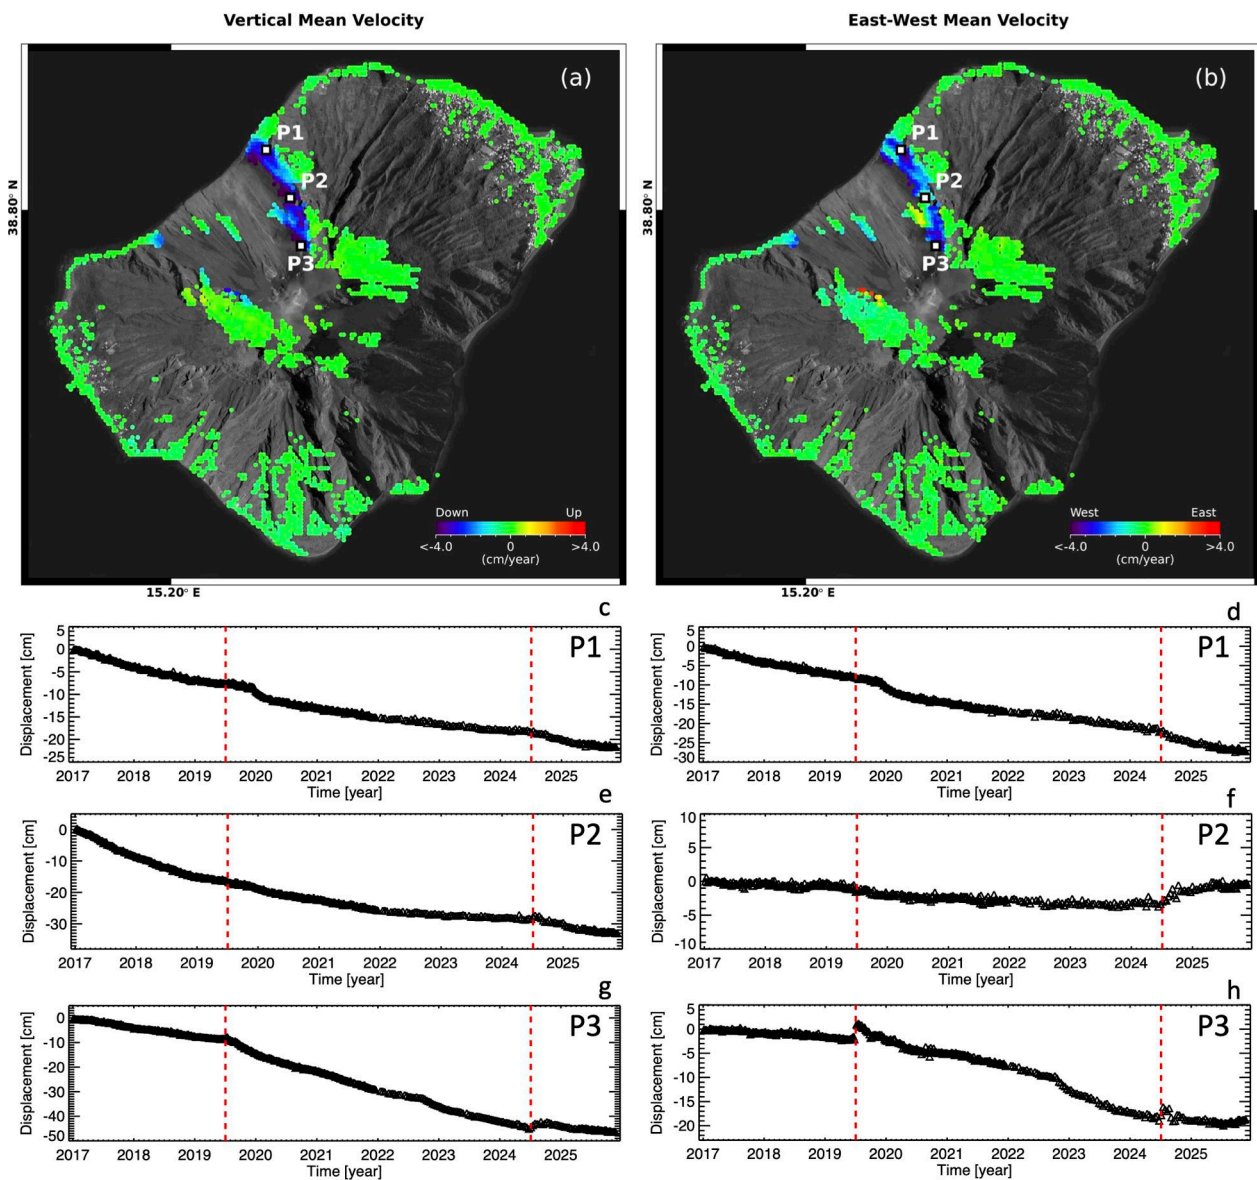 Vertical Mean Velocity
East-West Mean Velocity
(a)
P1
P2
P3
38.80° N
Down Up
<-4.0 0 >4.0
(cm/year)
15.20° E
(b)
P1
P2
P3
38.80° N
West East
<-4.0 0 >4.0
(cm/year)
15.20° E
c
P1
Displacement [cm]
5
0
-5
-10
-15
-20
-25
2017 2018 2019 2020 2021 2022 2023 2024 2025
Time [year]
d
P1
Displacement [cm]
5
0
-5
-10
-15
-20
-25
-30
2017 2018 2019 2020 2021 2022 2023 2024 2025
Time [year]
e
P2
Displacement [cm]
0
-10
-20
-30
2017 2018 2019 2020 2021 2022 2023 2024 2025
Time [year]
f
P2
Displacement [cm]
10
5
0
-5
-10
2017 2018 2019 2020 2021 2022 2023 2024 2025
Time [year]
g
P3
Displacement [cm]
0
-10
-20
-30
-40
-50
2017 2018 2019 2020 2021 2022 2023 2024 2025
Time [year]
h
P3
Displacement [cm]
5
0
-5
-10
-15
-20
2017 2018 2019 2020 2021 2022 2023 2024 2025
Time [year]